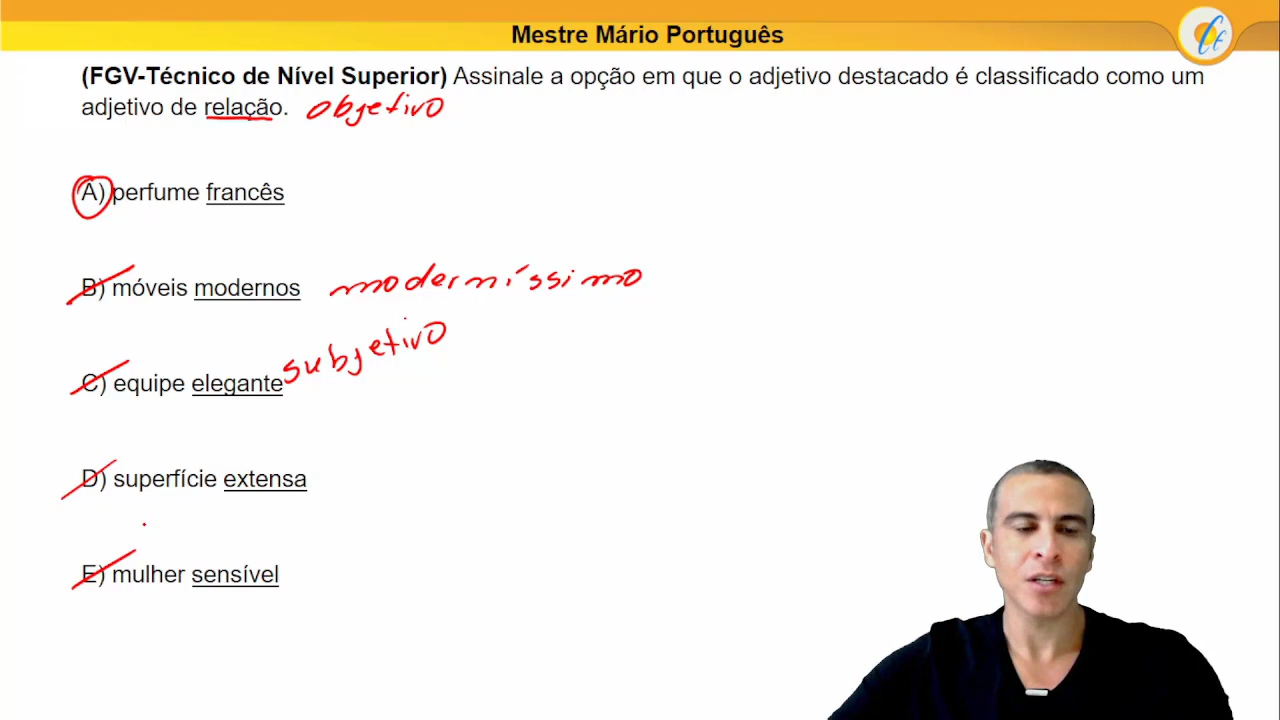 Mestre Mário Português
(FGV-Técnico de Nível Superior) Assinale a opção em que o adjetivo destacado é classificado como um
adjetivo de relação. objetivo
A) perfume francês
B) móveis modernos moderníssimo
C) equipe elegante subjetivo
D) superfície extensa
E) mulher sensível